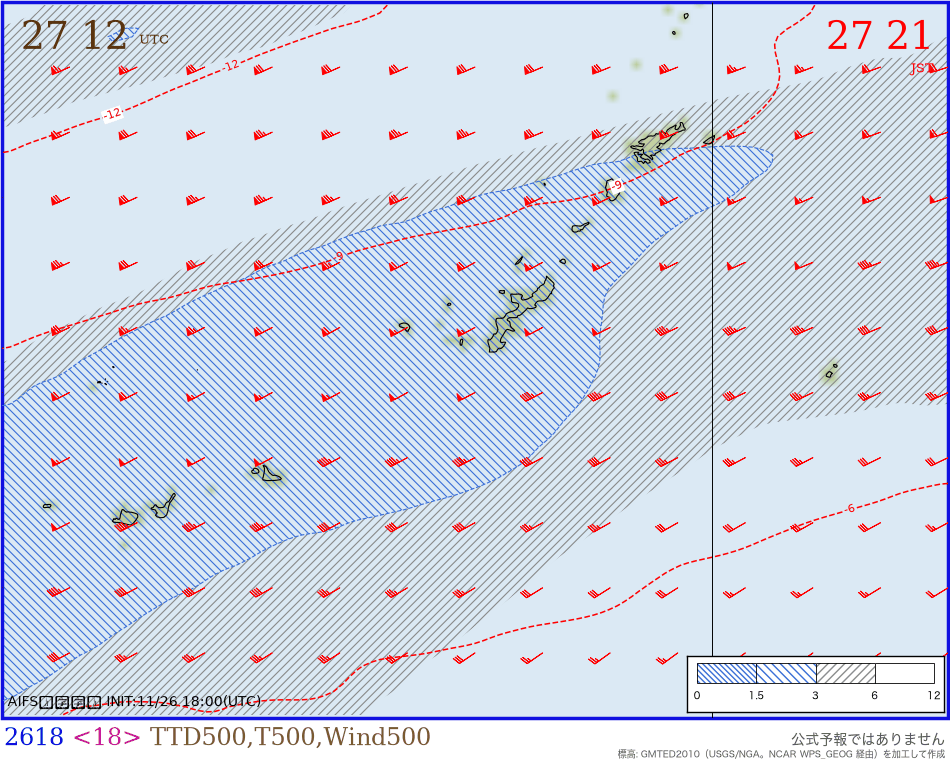 27 12 UTC
27 21
JST
-12
-12
-9
-9
-6
AIFS INIT:11/26 18:00(UTC)
0 1.5 3 6 12
2618 <18> TTD500,T500,Wind500
公式予報ではありません
標高: GMTED2010（USGS/NGA。NCAR WPS_GEOG 経由）を加工して作成